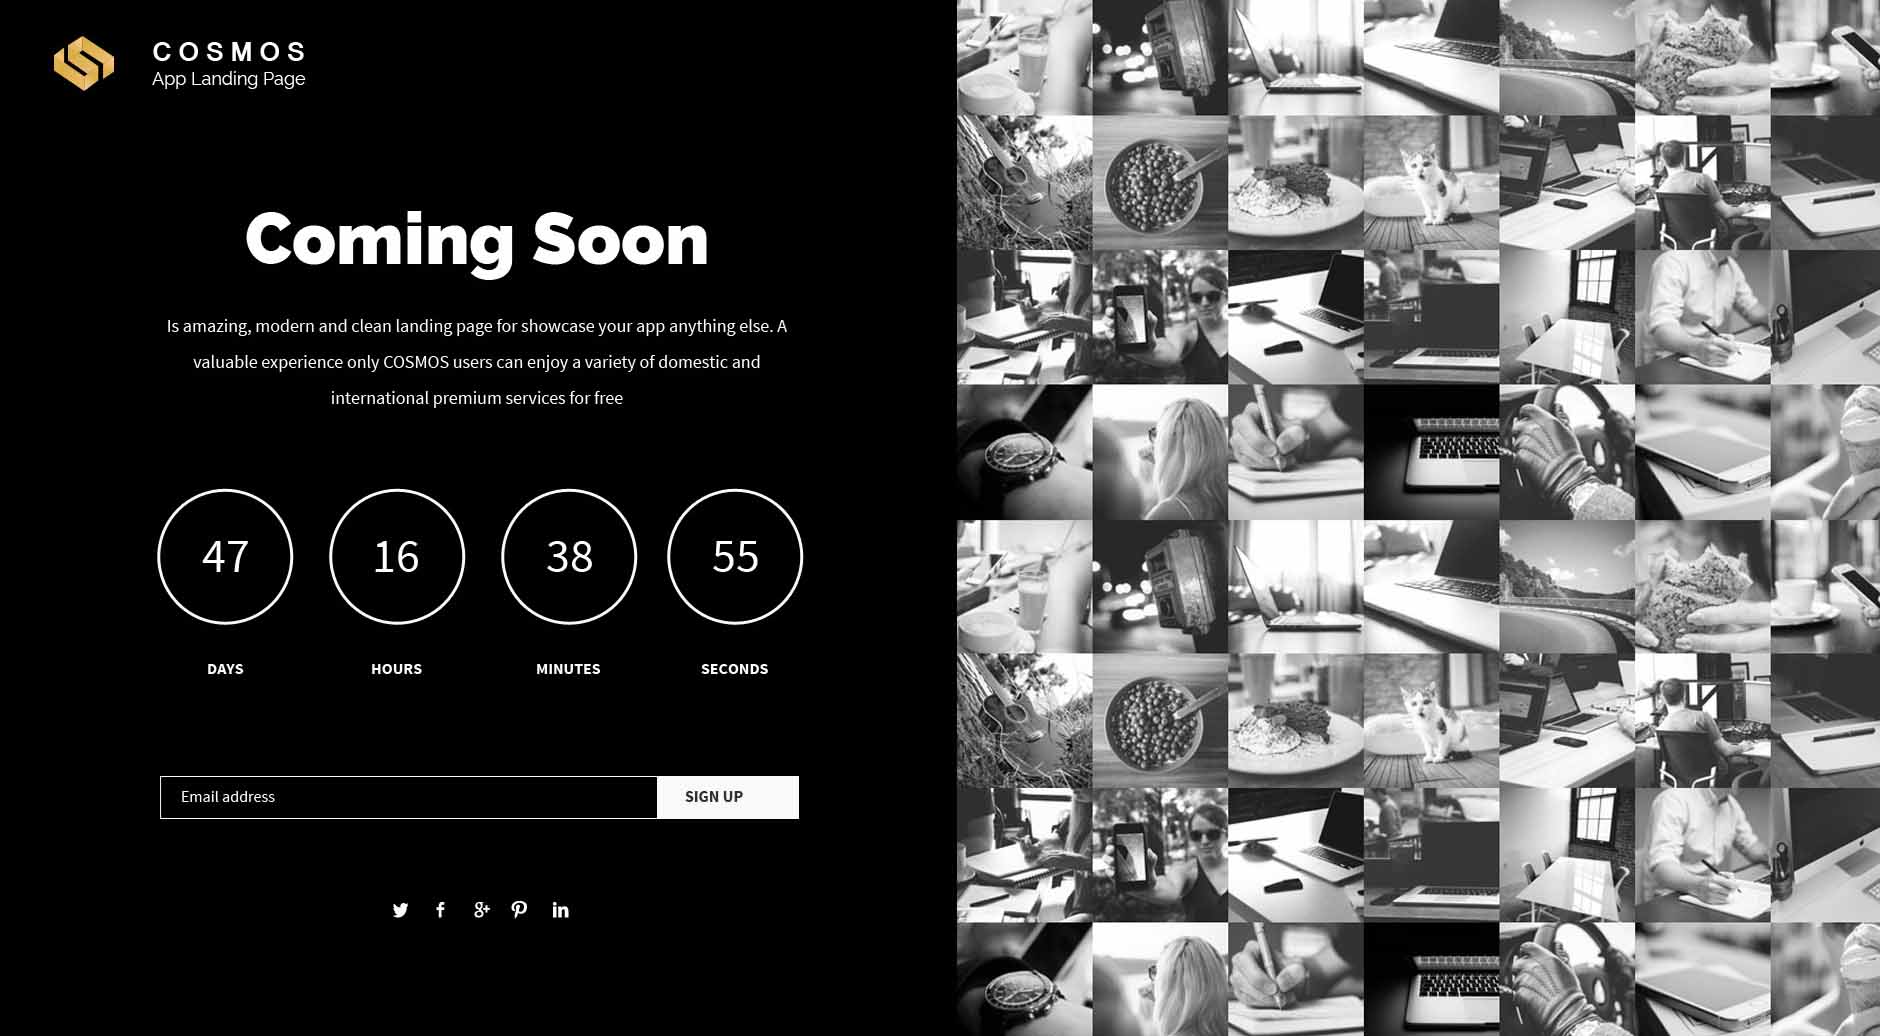 COSMOS
App Landing Page
Coming Soon
Is amazing, modern and clean landing page for showcase your app anything else. A
valuable experience only COSMOS users can enjoy a variety of domestic and
international premium services for free
47 16 38 55
DAYS HOURS MINUTES SECONDS
Email address SIGN UP